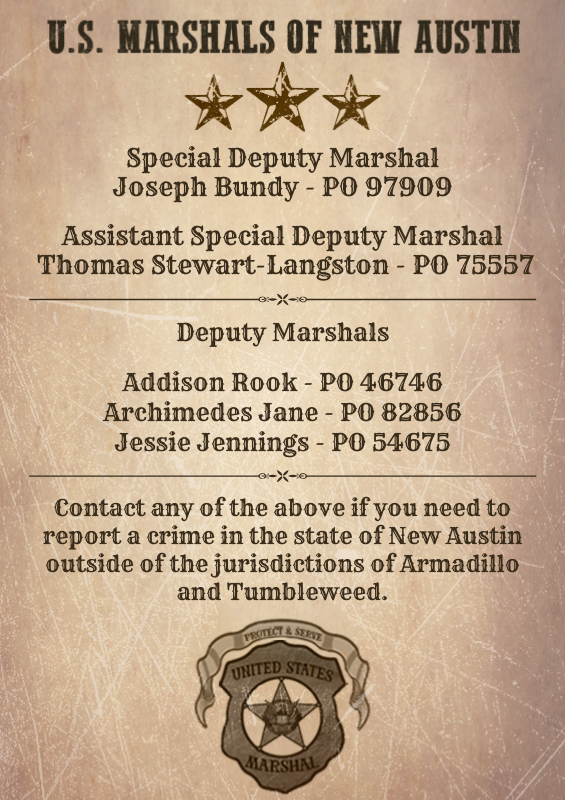 U.S. MARSHALS OF NEW AUSTIN
Special Deputy Marshal
Joseph Bundy - PO 97909
Assistant Special Deputy Marshal
Thomas Stewart-Langston - PO 75557
Deputy Marshals
Addison Rook - PO 46746
Archimedes Jane - PO 82856
Jessie Jennings - PO 54675
Contact any of the above if you need to
report a crime in the state of New Austin
outside of the jurisdictions of Armadillo
and Tumbleweed.
PROTECT & SERVE
UNITED STATES
MARSHAL